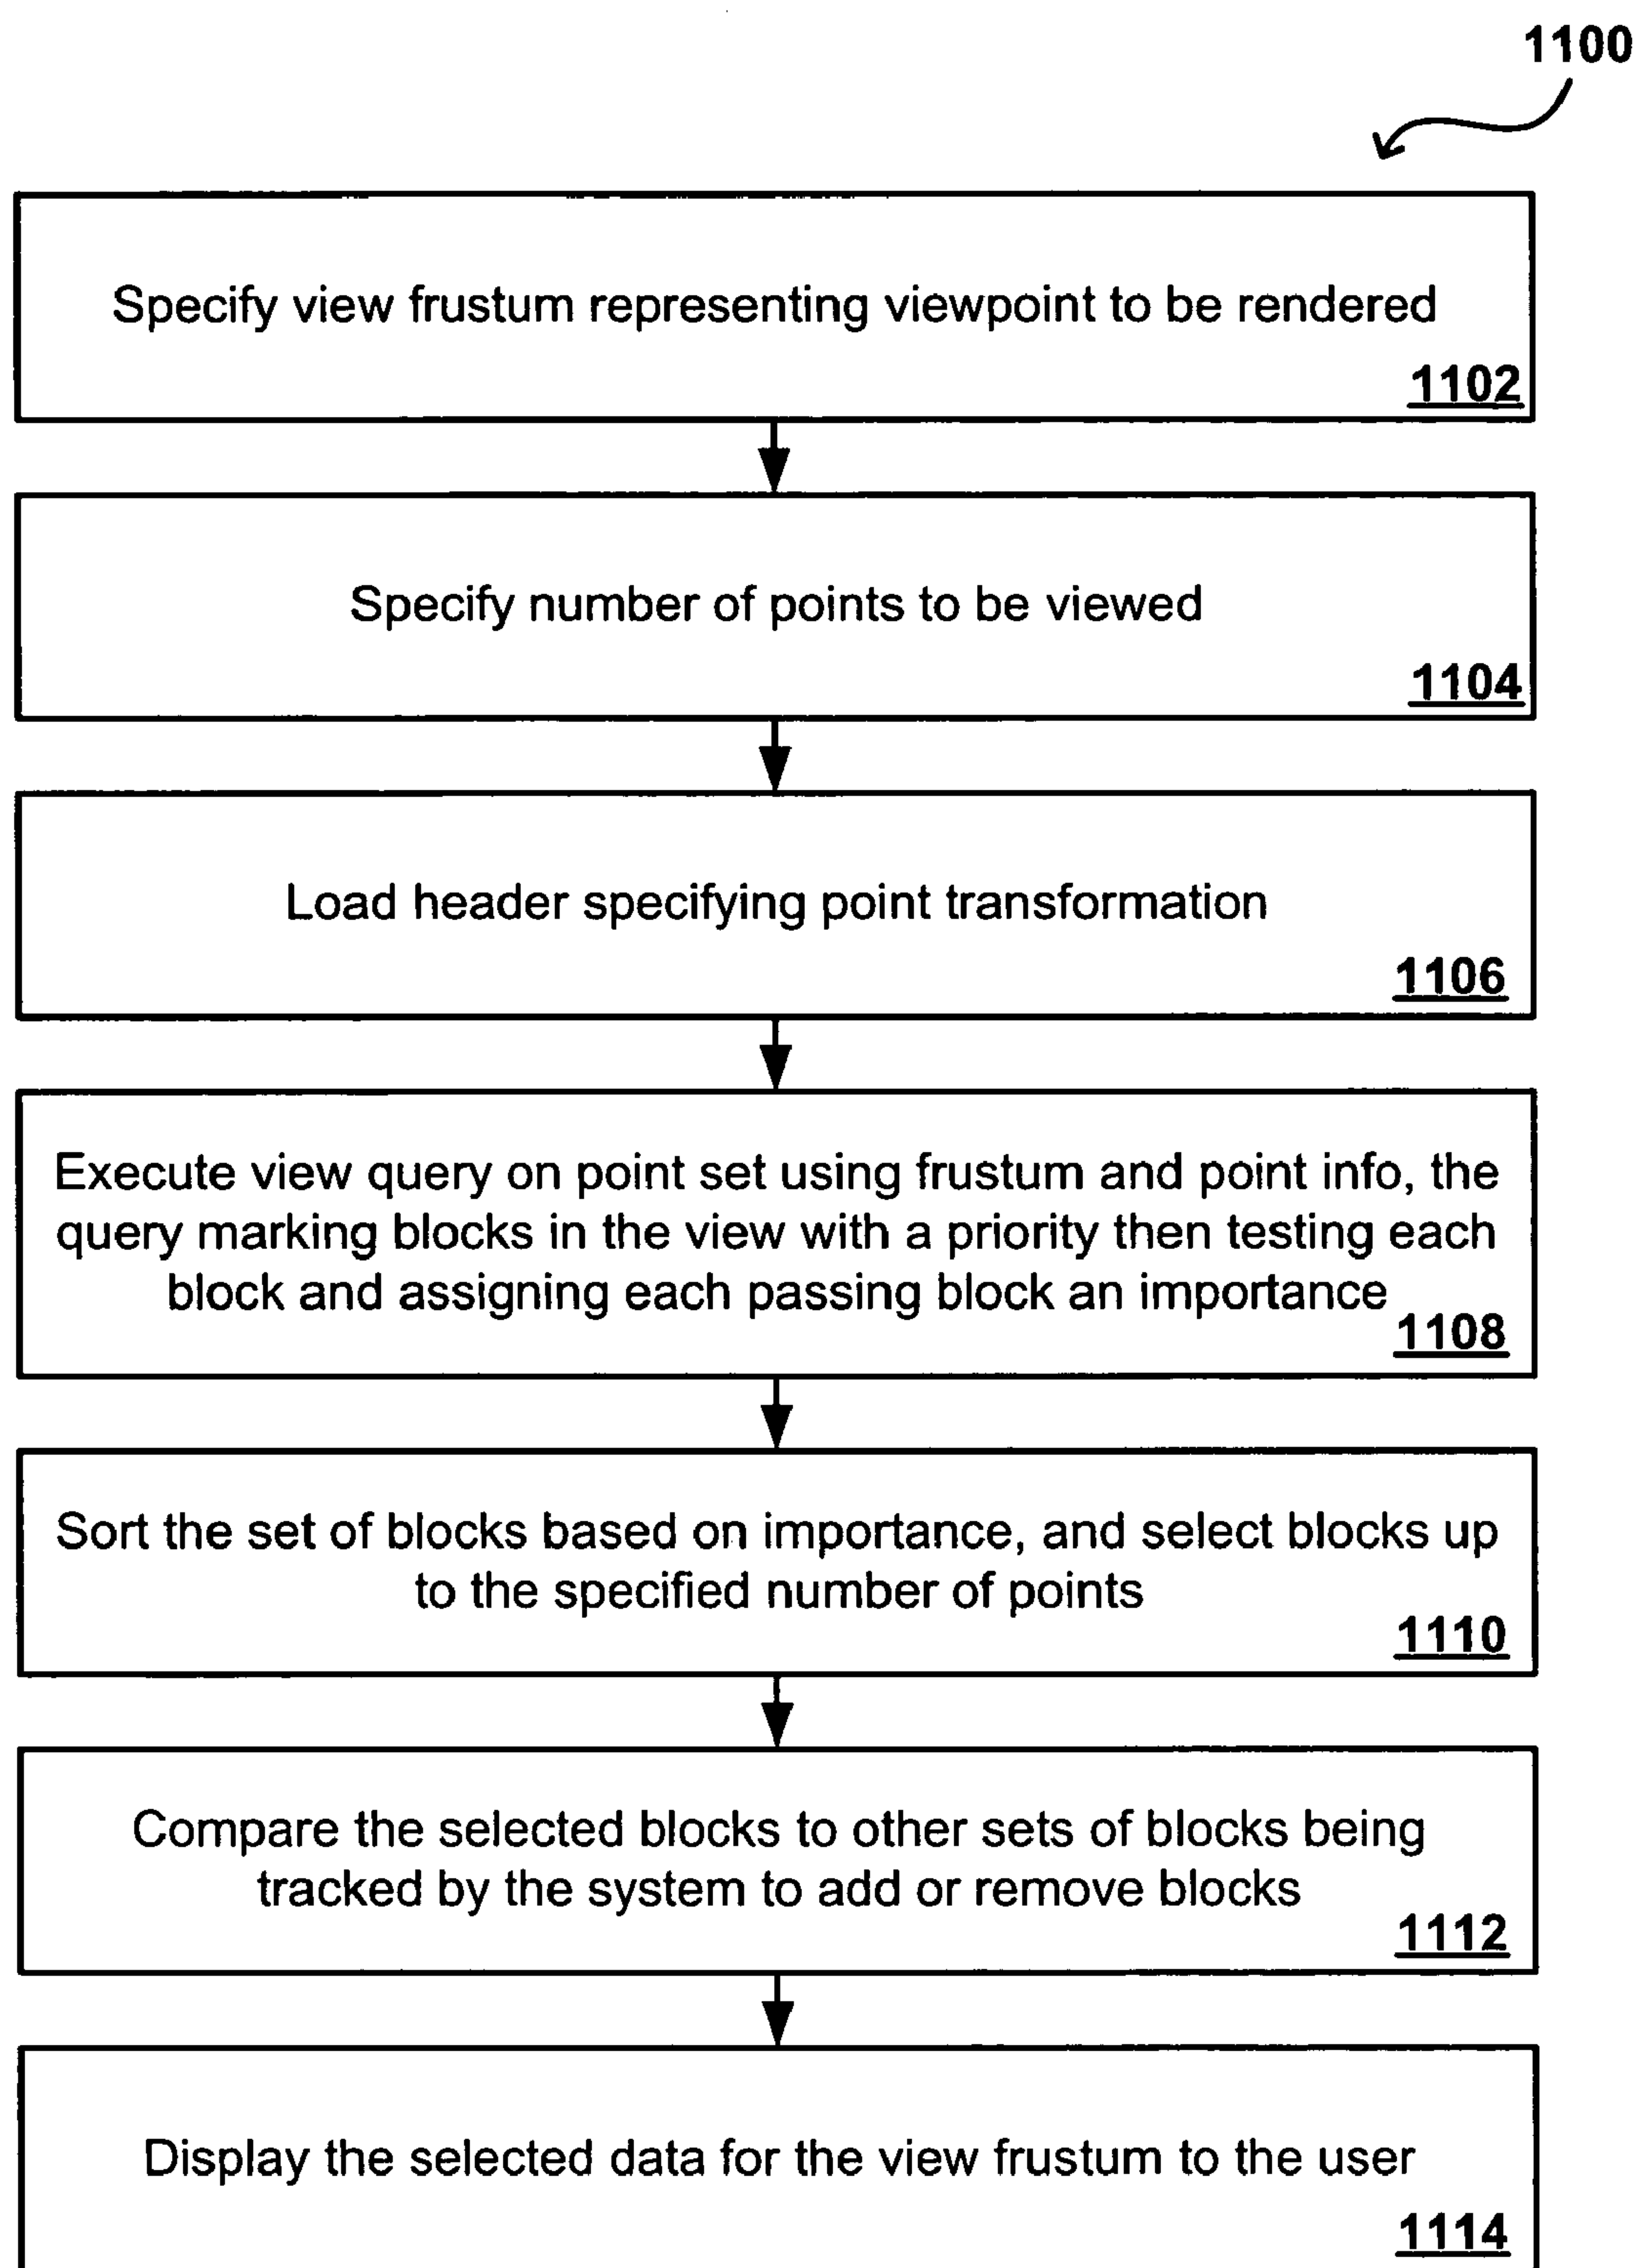 1100
Specify view frustum representing viewpoint to be rendered
1102
Specify number of points to be viewed
1104
Load header specifying point transformation
1106
Execute view query on point set using frustum and point info, the
query marking blocks in the view with a priority then testing each
block and assigning each passing block an importance
1108
Sort the set of blocks based on importance, and select blocks up
to the specified number of points
1110
Compare the selected blocks to other sets of blocks being
tracked by the system to add or remove blocks
1112
Display the selected data for the view frustum to the user
1114